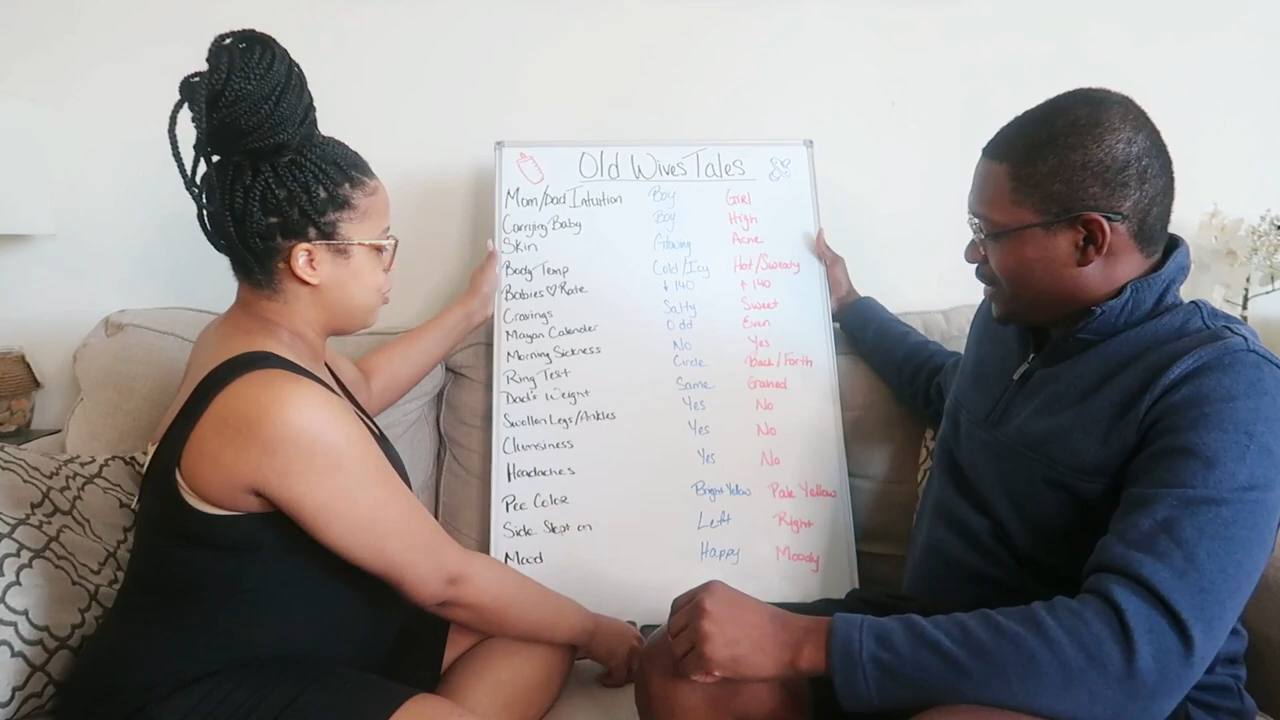 Old Wives Tales
Mom/Dad Intuition Boy GIRL
Carrying Baby Boy High
Skin Glowing Acne
Body Temp Cold/Icy Hot/Sweaty
Babies♡Rate ↓140 ↑140
Cravings Salty Sweet
Mayan Calender Odd Even
Morning Sickness No Yes
Ring Test Circle Back/Forth
Dad's Weight Same Gained
Swollen Legs/Ankles Yes No
Clumsiness Yes No
Headaches Yes No
Pee Color Bright Yellow Pale Yellow
Side Slept on Left Right
Mood Happy Moody